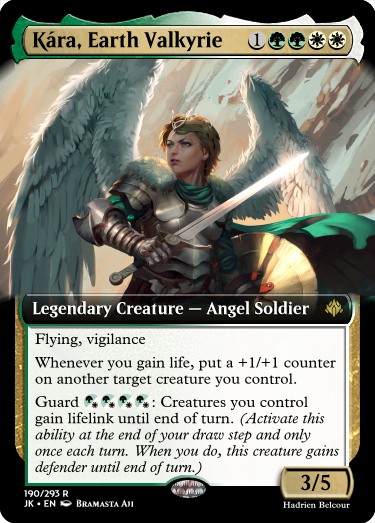 Kára, Earth Valkyrie 1
Legendary Creature — Angel Soldier
Flying, vigilance
Whenever you gain life, put a +1/+1 counter
on another target creature you control.
Guard : Creatures you control
gain lifelink until end of turn. (Activate this
ability at the end of your draw step and only
once each turn. When you do, this creature gains
defender until end of turn.)
3/5
190/293 R
JK • EN Bramasta Aji
Hadrien Belcour